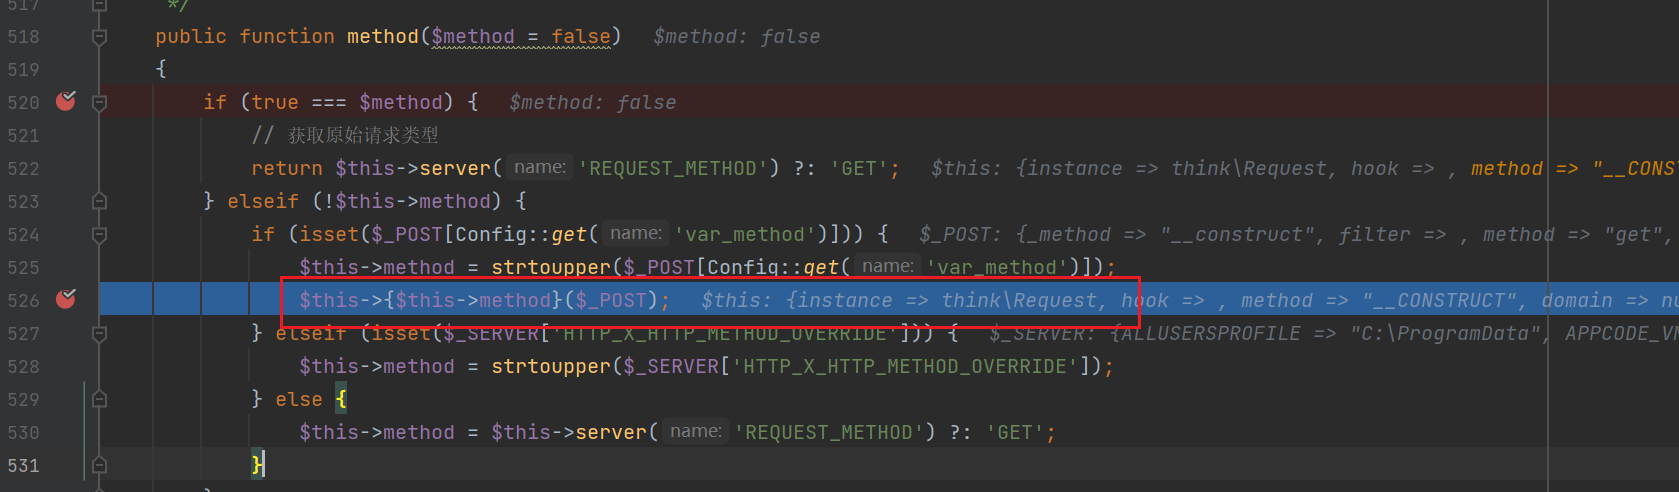 517 */
518 public function method($method = false) $method: false
519 {
520 if (true === $method) { $method: false
521 // 获取原始请求类型
522 return $this->server( name: 'REQUEST_METHOD') ?: 'GET'; $this: {instance => think\Request, hook => , method => "__CONST
523 } elseif (!$this->method) {
524 if (isset($_POST[Config::get( name: 'var_method')])) { $_POST: {_method => "__construct", filter => , method => "get",
525 $this->method = strtoupper($_POST[Config::get( name: 'var_method')]);
526 $this->{$this->method}($_POST); $this: {instance => think\Request, hook => , method => "__CONSTRUCT", domain => nu
527 } elseif (isset($_SERVER['HTTP_X_HTTP_METHOD_OVERRIDE'])) { $_SERVER: {ALLUSERSPROFILE => "C:\ProgramData", APPCODE_VM
528 $this->method = strtoupper($_SERVER['HTTP_X_HTTP_METHOD_OVERRIDE']);
529 } else {
530 $this->method = $this->server( name: 'REQUEST_METHOD') ?: 'GET';
531 }